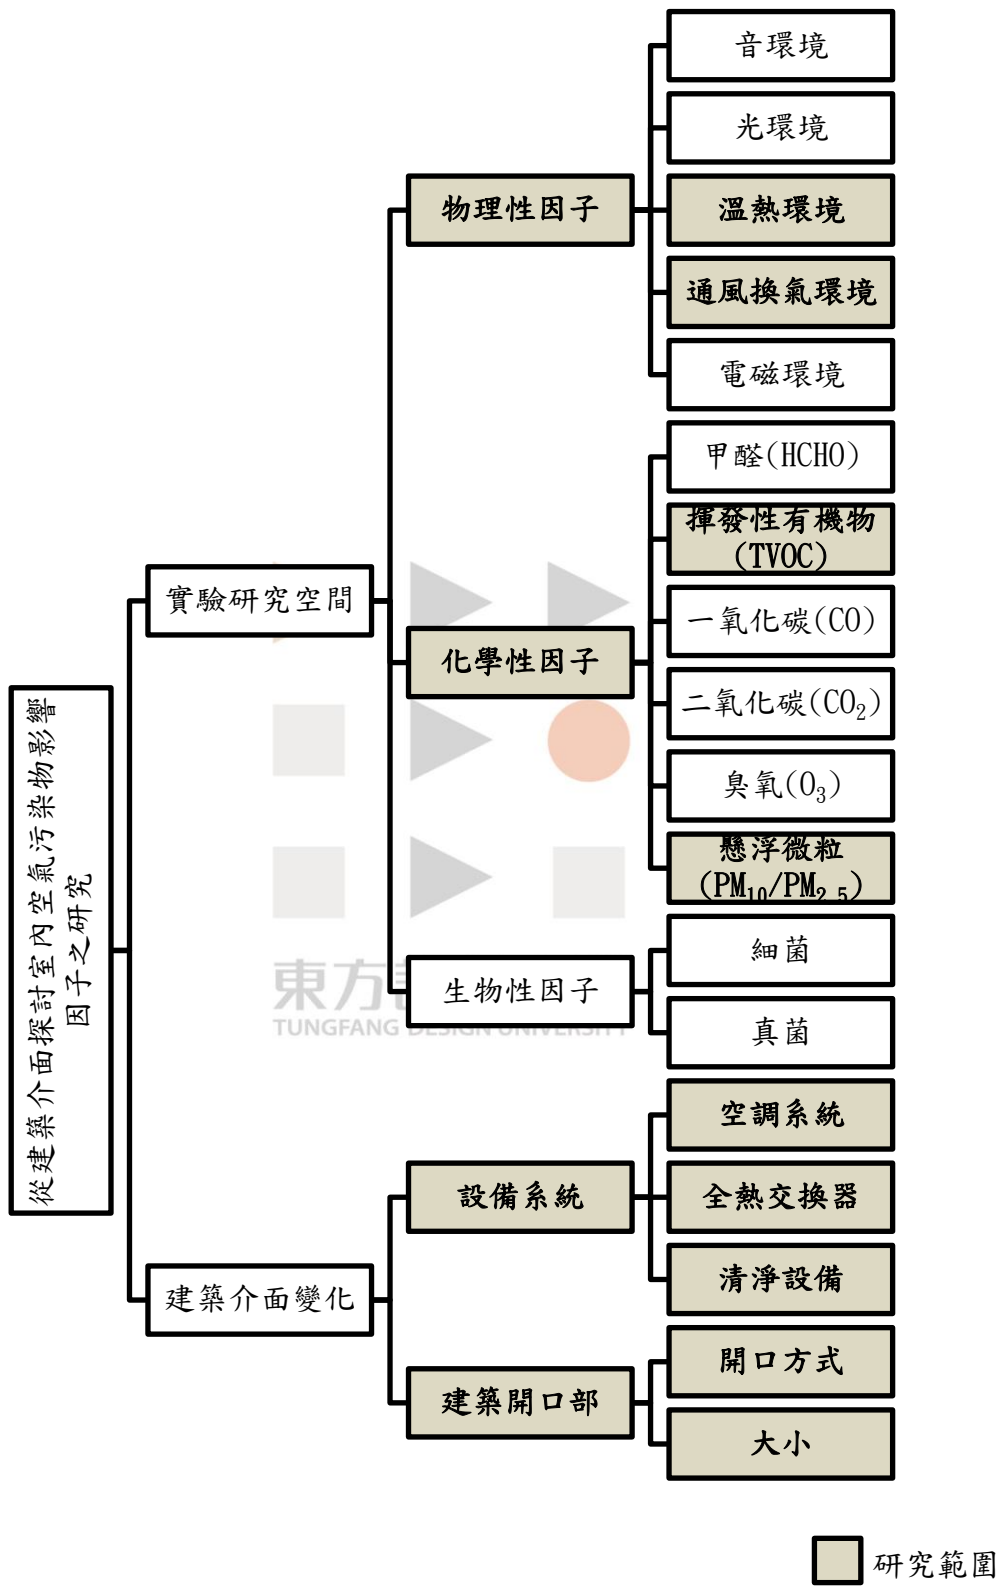 從建築介面探討室內空氣污染物影響
因子之研究
實驗研究空間
物理性因子
音環境
光環境
溫熱環境
通風換氣環境
電磁環境
化學性因子
甲醛(HCHO)
揮發性有機物
(TVOC)
一氧化碳(CO)
二氧化碳(CO₂)
臭氧(O₃)
懸浮微粒
(PM₁₀/PM₂.₅)
生物性因子
細菌
真菌
建築介面變化
設備系統
空調系統
全熱交換器
清淨設備
建築開口部
開口方式
大小
東方
TUNGFANG DESIGN UNIVERSITY
研究範圍